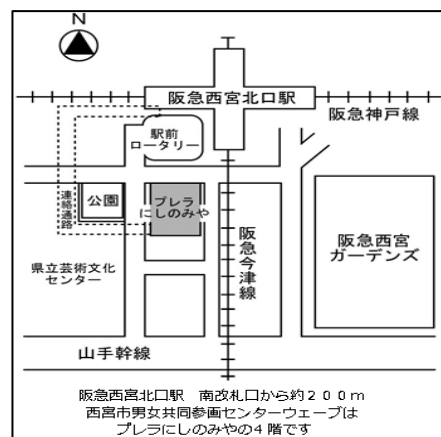 N
阪急西宮北口駅
阪急神戸線
駅前
ロータリー
連絡通路
公園
プレラ
にしのみや
阪急今津線
阪急西宮
ガーデンズ
県立芸術文化
センター
山手幹線
阪急西宮北口駅 南改札口から約200m
西宮市男女共同参画センターウェーブは
プレラにしのみやの4階です